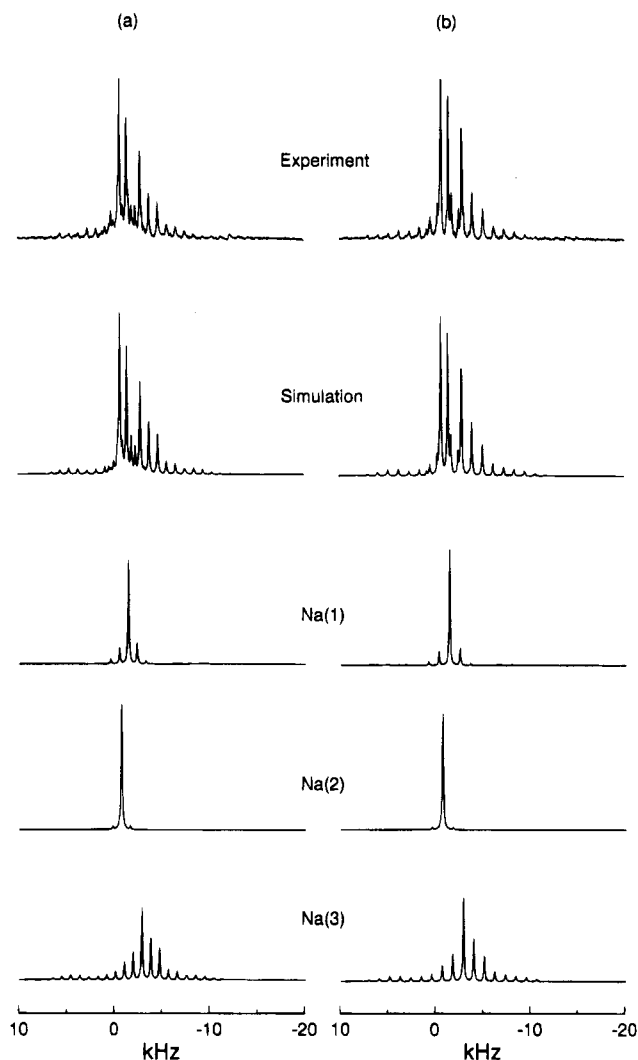 (a) (b)
Experiment
Simulation
Na(1)
Na(2)
Na(3)
10 0 -10 -20 10 0 -10 -20
kHz kHz